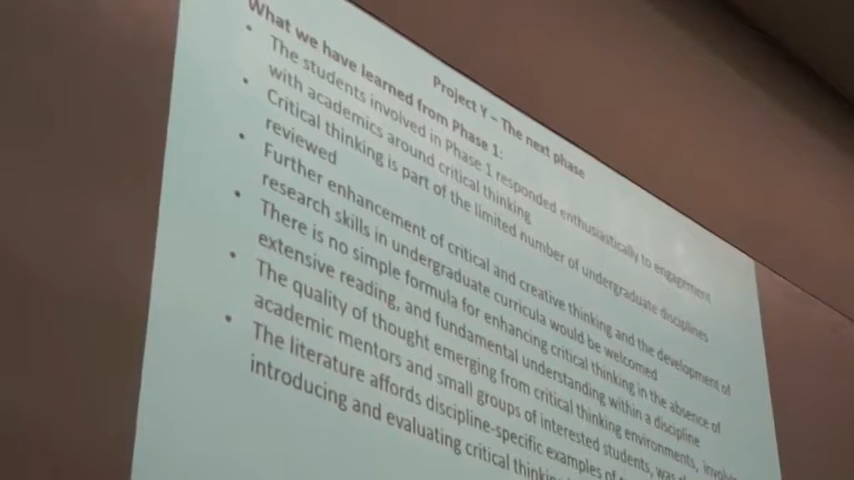 Project Y – The next phase
What we have learned from Phase 1:
• The students involved in Phase 1 responded enthusiastically to engagement
with academics around critical thinking
• Critical thinking is part of the limited number of undergraduate disciplines
reviewed
• Further enhancement of critical and creative thinking and the development of
research skills in undergraduate curricula would be welcomed
• There is no simple formula for enhancing critical thinking in the absence of
extensive reading, and fundamental understanding within a discipline
• The quality of thought emerging from critical thinking environments,
academic mentors and small groups of interested students, was
• The literature affords discipline-specific examples of
introducing and evaluating critical